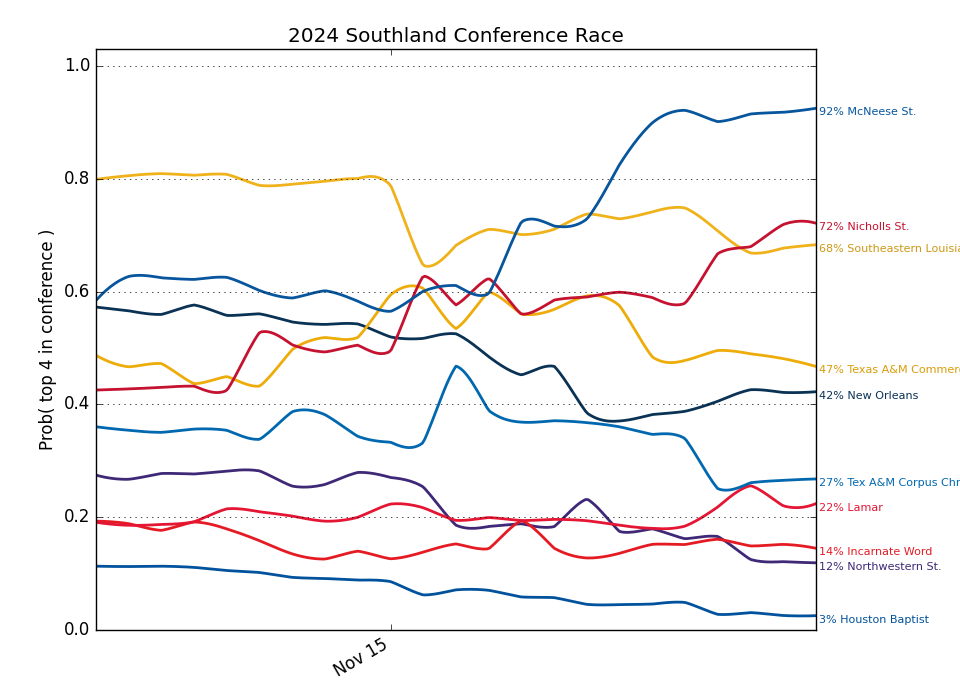 2024 Southland Conference Race
1.0
0.8
0.6
0.4
0.2
0.0
Prob( top 4 in conference )
Nov 15
92% McNeese St.
72% Nicholls St.
68% Southeastern Louisia
47% Texas A&M Commerc
42% New Orleans
27% Tex A&M Corpus Chr
22% Lamar
14% Incarnate Word
12% Northwestern St.
3% Houston Baptist